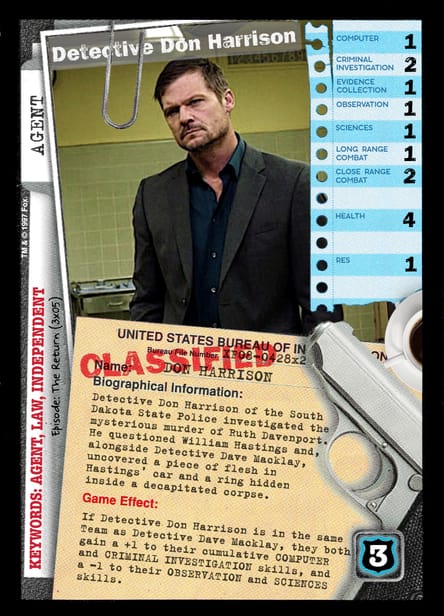 Detective Don Harrison
AGENT
TM & © 1997 Fox.
KEYWORDS: AGENT, LAW, INDEPENDENT
Episode: The Return (3x05)
COMPUTER 1
CRIMINAL
INVESTIGATION 2
EVIDENCE
COLLECTION 1
OBSERVATION 1
SCIENCES 1
LONG RANGE
COMBAT 1
CLOSE RANGE
COMBAT 2
HEALTH 4
RES 1
UNITED STATES BUREAU OF IN
ON
Bureau File Number: XF08-0428x2
CLASSIFIED
Name: DON HARRISON
Biographical Information:
Detective Don Harrison of the South
Dakota State Police investigated the
mysterious murder of Ruth Davenport.
He questioned William Hastings and,
alongside Detective Dave Macklay,
uncovered a piece of flesh in
Hastings' car and a ring hidden
inside a decapitated corpse.
Game Effect:
If Detective Don Harrison is in the same
Team as Detective Dave Macklay, they both
gain a +1 to their cumulative COMPUTER
and CRIMINAL INVESTIGATION skills, and
a -1 to their OBSERVATION and SCIENCES
skills.
3